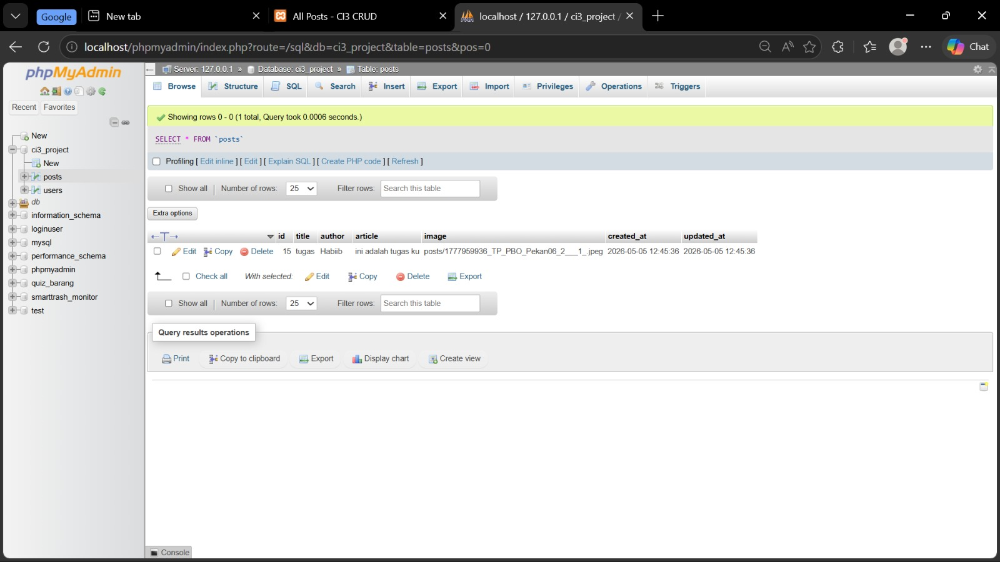 Google
New tab
All Posts - CI3 CRUD
localhost / 127.0.0.1 / ci3_project /
localhost/phpmyadmin/index.php?route=/sql&db=ci3_project&table=posts&pos=0
Chat
phpMyAdmin
Recent
Favorites
New
ci3_project
New
posts
users
db
information_schema
loginuser
mysql
performance_schema
phpmyadmin
quiz_barang
smarttrash_monitor
test
Server: 127.0.0.1 » Database: ci3_project » Table: posts
Browse Structure SQL Search Insert Export Import Privileges Operations Triggers
Showing rows 0 - 0 (1 total, Query took 0.0006 seconds.)
SELECT * FROM `posts`
Profiling [ Edit inline ] [ Edit ] [ Explain SQL ] [ Create PHP code ] [ Refresh ]
Show all | Number of rows: 25 Filter rows: Search this table
Extra options
id title author article image created_at updated_at
Edit Copy Delete 15 tugas Habiib ini adalah tugas ku posts/1777959936_TP_PBO_Pekan06_2___1_.jpeg 2026-05-05 12:45:36 2026-05-05 12:45:36
Check all With selected: Edit Copy Delete Export
Show all | Number of rows: 25 Filter rows: Search this table
Query results operations
Print Copy to clipboard Export Display chart Create view
Console